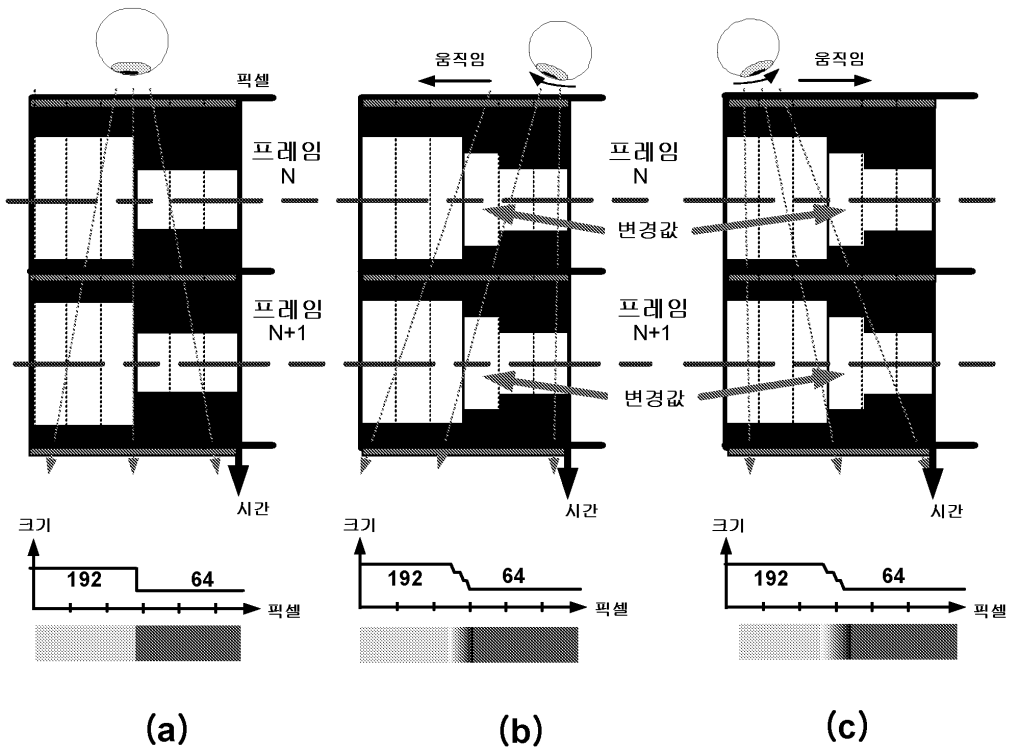 움직임
움직임
픽셀
프레임
N
프레임
N
변경값
프레임
N+1
프레임
N+1
변경값
시간
시간
시간
크기
192
64
픽셀
크기
192
64
픽셀
크기
192
64
픽셀
(a)
(b)
(c)